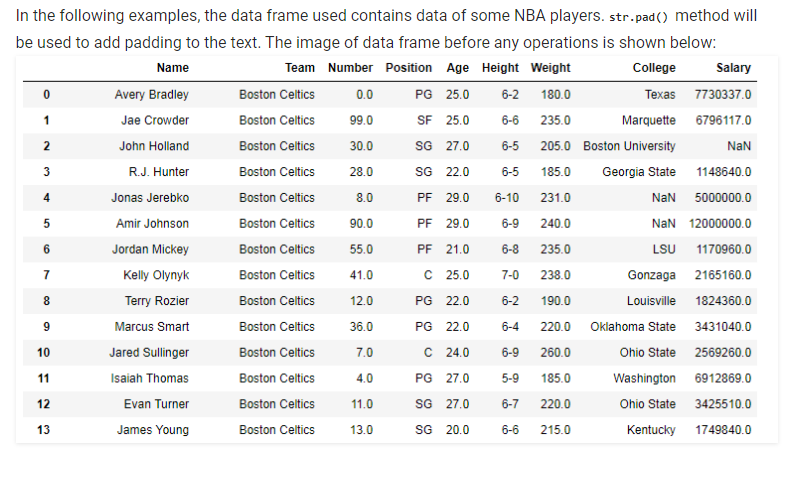 In the following examples, the data frame used contains data of some NBA players. str.pad() method will
be used to add padding to the text. The image of data frame before any operations is shown below:
Name Team Number Position Age Height Weight College Salary
0 Avery Bradley Boston Celtics 0.0 PG 25.0 6-2 180.0 Texas 7730337.0
1 Jae Crowder Boston Celtics 99.0 SF 25.0 6-6 235.0 Marquette 6796117.0
2 John Holland Boston Celtics 30.0 SG 27.0 6-5 205.0 Boston University NaN
3 R.J. Hunter Boston Celtics 28.0 SG 22.0 6-5 185.0 Georgia State 1148640.0
4 Jonas Jerebko Boston Celtics 8.0 PF 29.0 6-10 231.0 NaN 5000000.0
5 Amir Johnson Boston Celtics 90.0 PF 29.0 6-9 240.0 NaN 12000000.0
6 Jordan Mickey Boston Celtics 55.0 PF 21.0 6-8 235.0 LSU 1170960.0
7 Kelly Olynyk Boston Celtics 41.0 C 25.0 7-0 238.0 Gonzaga 2165160.0
8 Terry Rozier Boston Celtics 12.0 PG 22.0 6-2 190.0 Louisville 1824360.0
9 Marcus Smart Boston Celtics 36.0 PG 22.0 6-4 220.0 Oklahoma State 3431040.0
10 Jared Sullinger Boston Celtics 7.0 C 24.0 6-9 260.0 Ohio State 2569260.0
11 Isaiah Thomas Boston Celtics 4.0 PG 27.0 5-9 185.0 Washington 6912869.0
12 Evan Turner Boston Celtics 11.0 SG 27.0 6-7 220.0 Ohio State 3425510.0
13 James Young Boston Celtics 13.0 SG 20.0 6-6 215.0 Kentucky 1749840.0